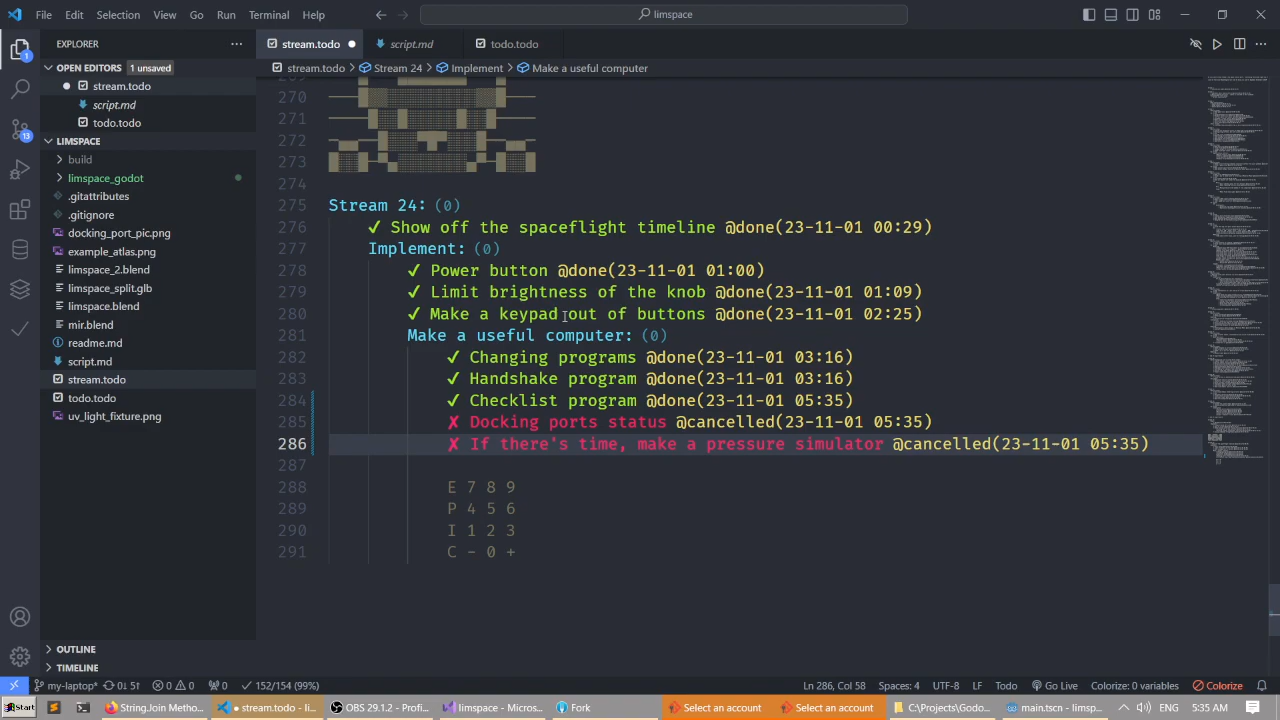 File Edit Selection View Go Run Terminal Help limspace
EXPLORER
stream.todo script.md todo.todo
OPEN EDITORS 1 unsaved
stream.todo > Stream 24 > Implement > Make a useful computer
stream.todo
script.md
todo.todo
LIMSPACE
build
limspace_godot
.gitattributes
.gitignore
docking_port_pic.png
example_atlas.png
limspace_2.blend
limspace_split.glb
limspace.blend
mir.blend
readme.md
script.md
stream.todo
todo.todo
uv_light_fixture.png
OUTLINE
TIMELINE
270
271
272
273
274
275 Stream 24: (0)
276 ✓ Show off the spaceflight timeline @done(23-11-01 00:29)
277 Implement: (0)
278 ✓ Power button @done(23-11-01 01:00)
279 ✓ Limit brightness of the knob @done(23-11-01 01:09)
280 ✓ Make a keypad out of buttons @done(23-11-01 02:25)
281 Make a useful computer: (0)
282 ✓ Changing programs @done(23-11-01 03:16)
283 ✓ Handshake program @done(23-11-01 03:16)
284 ✓ Checklist program @done(23-11-01 05:35)
285 ✗ Docking ports status @cancelled(23-11-01 05:35)
286 ✗ If there's time, make a pressure simulator @cancelled(23-11-01 05:35)
287
288 E 7 8 9
289 P 4 5 6
290 I 1 2 3
291 C - 0 +
my-laptop* 0↓ 5↑ 0 0 0 152/154 (99%) Ln 286, Col 58 Spaces: 4 UTF-8 LF Todo Go Live Colorize: 0 variables Colorize
Start String.Join Metho... stream.todo - li... OBS 29.1.2 - Profi... limspace - Micros... Fork Select an account Select an account C:\Projects\Godo... main.tscn - limsp... ENG 5:35 AM